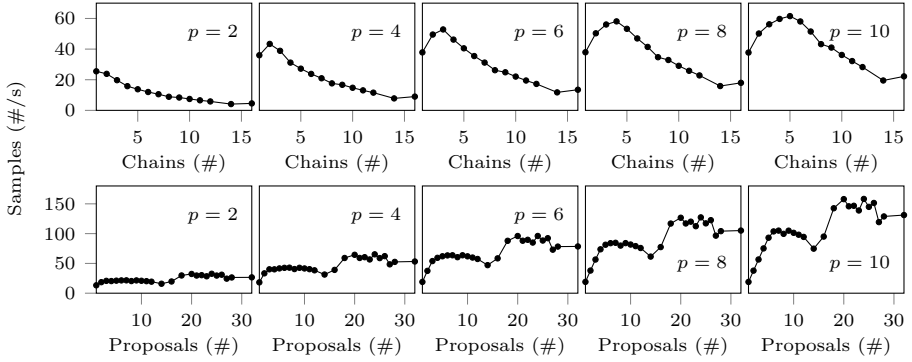 Samples (#/s)
60
40
20
0
p = 2
p = 4
p = 6
p = 8
p = 10
5 10 15
5 10 15
5 10 15
5 10 15
5 10 15
Chains (#)
Chains (#)
Chains (#)
Chains (#)
Chains (#)
150
100
50
0
p = 2
p = 4
p = 6
p = 8
p = 10
10 20 30
10 20 30
10 20 30
10 20 30
10 20 30
Proposals (#)
Proposals (#)
Proposals (#)
Proposals (#)
Proposals (#)